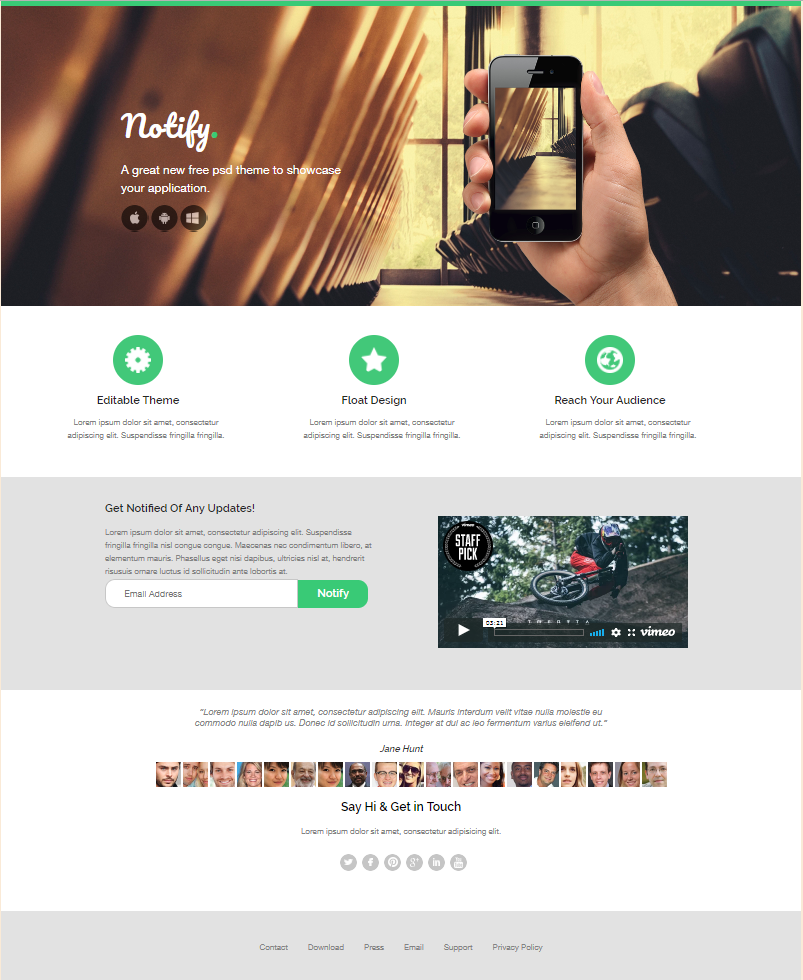 Notify.
A great new free psd theme to showcase
your application.
Editable Theme
Lorem ipsum dolor sit amet, consectetur
adipiscing elit. Suspendisse fringilla fringilla.
Float Design
Lorem ipsum dolor sit amet, consectetur
adipiscing elit. Suspendisse fringilla fringilla.
Reach Your Audience
Lorem ipsum dolor sit amet, consectetur
adipiscing elit. Suspendisse fringilla fringilla.
Get Notified Of Any Updates!
Lorem ipsum dolor sit amet, consectetur adipiscing elit. Suspendisse
fringilla fringilla nisl congue congue. Maecenas nec condimentum libero, at
elementum mauris. Phasellus eget nisi dapibus, ultricies nisl at, hendrerit
risusuis ornare luctus id sollicitudin ante lobortis at.
Email Address
Notify
vimeo
STAFF
PICK
03:21
vimeo
“Lorem ipsum dolor sit amet, consectetur adipiscing elit. Mauris interdum velit vitae nulla molestie eu
commodo nulla dapib us. Donec id sollicitudin urna. Integer at dui ac leo fermentum varius eleifend ut.”
Jane Hunt
Say Hi & Get in Touch
Lorem ipsum dolor sit amet, consectetur adipisicing elit.
Contact Download Press Email Support Privacy Policy